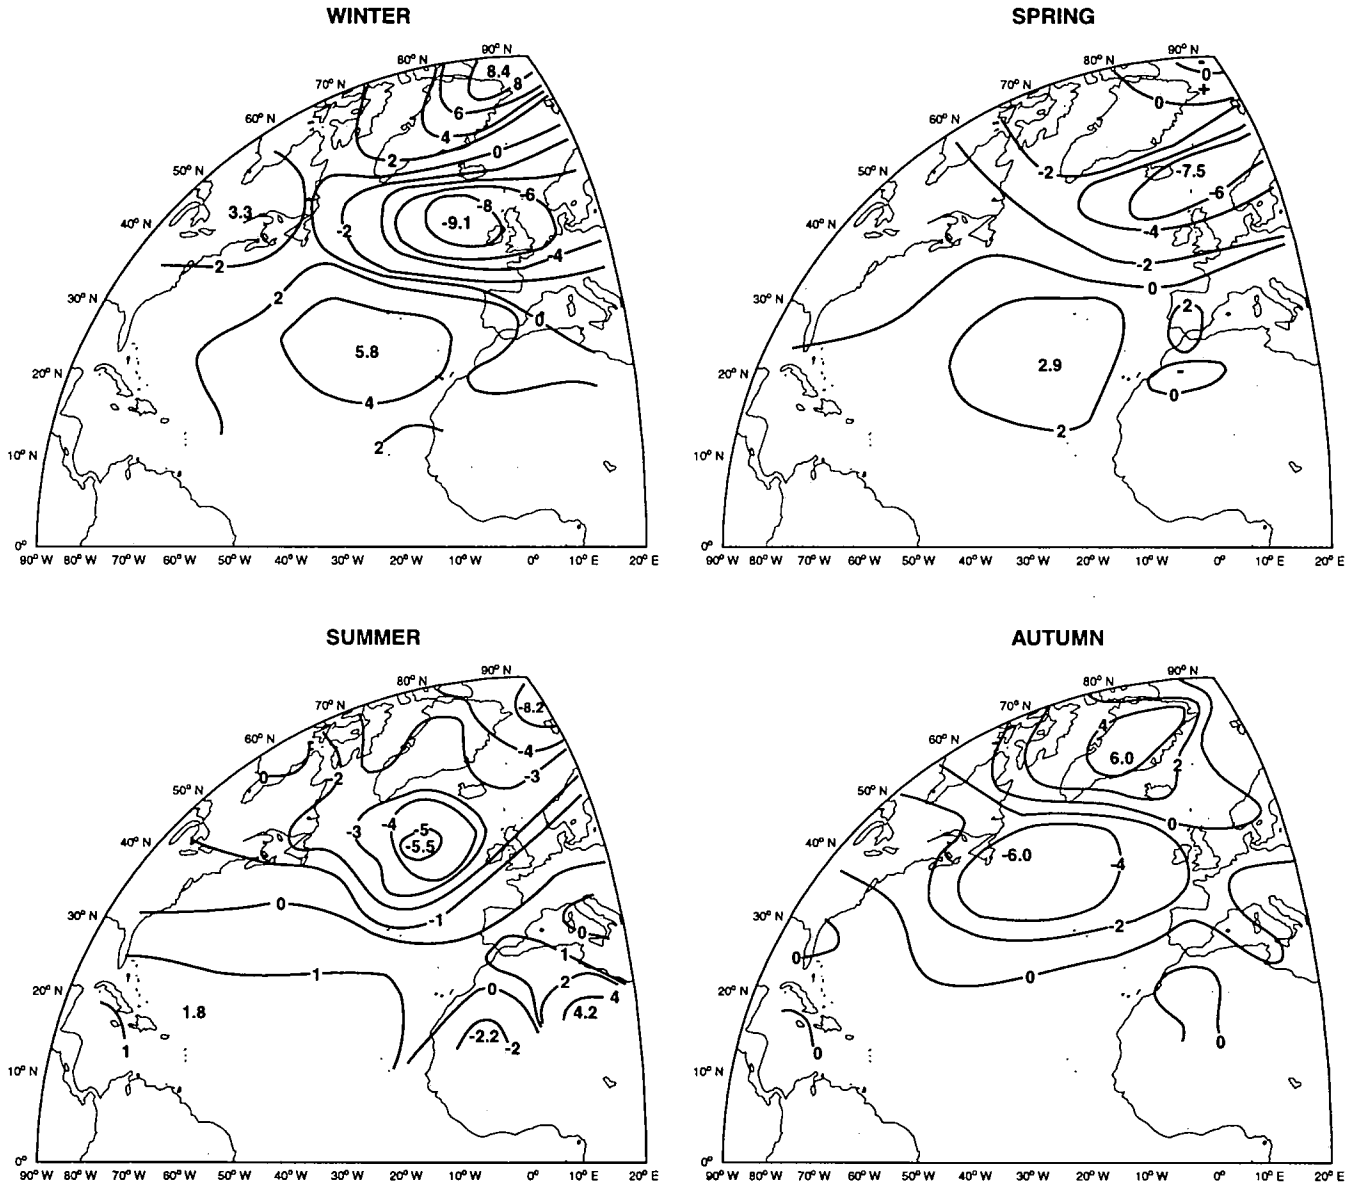 WINTER
90° N
80° N
70° N
60° N
50° N
40° N
30° N
20° N
10° N
0°
8.4
8
6
4
2
0
3.3
-6
-8
-9.1
-2
-4
2
2
0
5.8
4
2
90° W 80° W 70° W 60° W 50° W 40° W 30° W 20° W 10° W 0° 10° E 20° E
SPRING
90° N
80° N
70° N
60° N
50° N
40° N
30° N
20° N
10° N
0°
-
0
+
0
-2
-7.5
-6
-4
-2
0
2
2.9
-
0
2
90° W 80° W 70° W 60° W 50° W 40° W 30° W 20° W 10° W 0° 10° E 20° E
SUMMER
90° N
80° N
70° N
60° N
50° N
40° N
30° N
20° N
10° N
0°
-8.2
-4
-3
0
-2
-3
-4
-5
-5.5
0
-1
0
1
1
2
0
4
4.2
1.8
-2.2
-2
1
90° W 80° W 70° W 60° W 50° W 40° W 30° W 20° W 10° W 0° 10° E 20° E
AUTUMN
90° N
80° N
70° N
60° N
50° N
40° N
30° N
20° N
10° N
0°
4
6.0
2
0
-6.0
-4
-2
0
0
0
0
90° W 80° W 70° W 60° W 50° W 40° W 30° W 20° W 10° W 0° 10° E 20° E